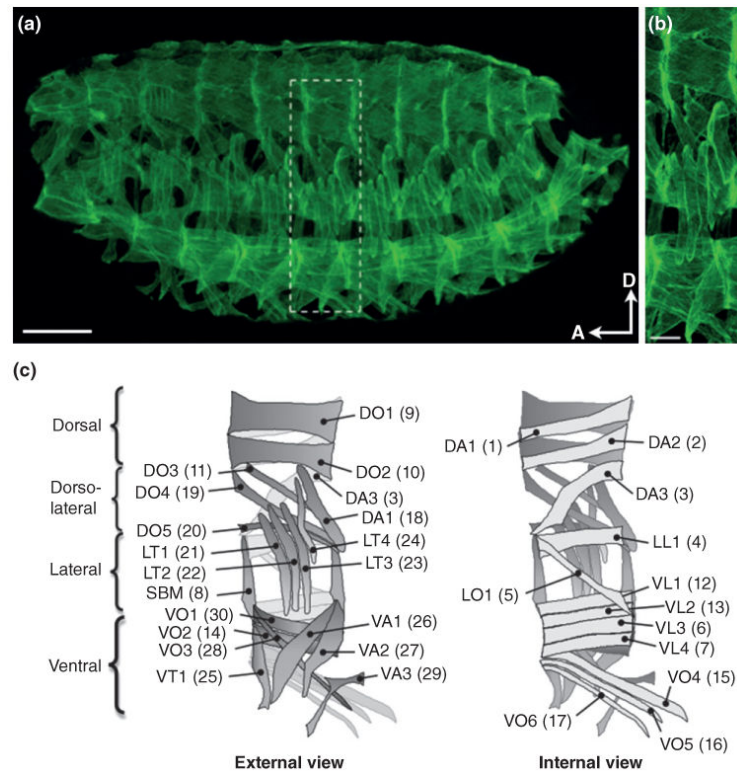 (a)
(b)
D
A
(c)
Dorsal
Dorso-
lateral
Lateral
Ventral
DO1 (9)
DO2 (10)
DO3 (11)
DO4 (19)
DA3 (3)
DA1 (18)
DO5 (20)
LT1
(21)
LT4
(24)
LT2
(22)
LT3
(23)
SBM (8)
VO1 (30)
VA1 (26)
VO2 (14)
VO3 (28)
VA2 (27)
VT1 (25)
VA3 (29)
External view
DA1 (1)
DA2 (2)
DA3 (3)
LL1 (4)
LO1 (5)
VL1 (12)
VL2 (13)
VL3 (6)
VL4 (7)
VO4 (15)
VO6 (17)
VO5 (16)
Internal view